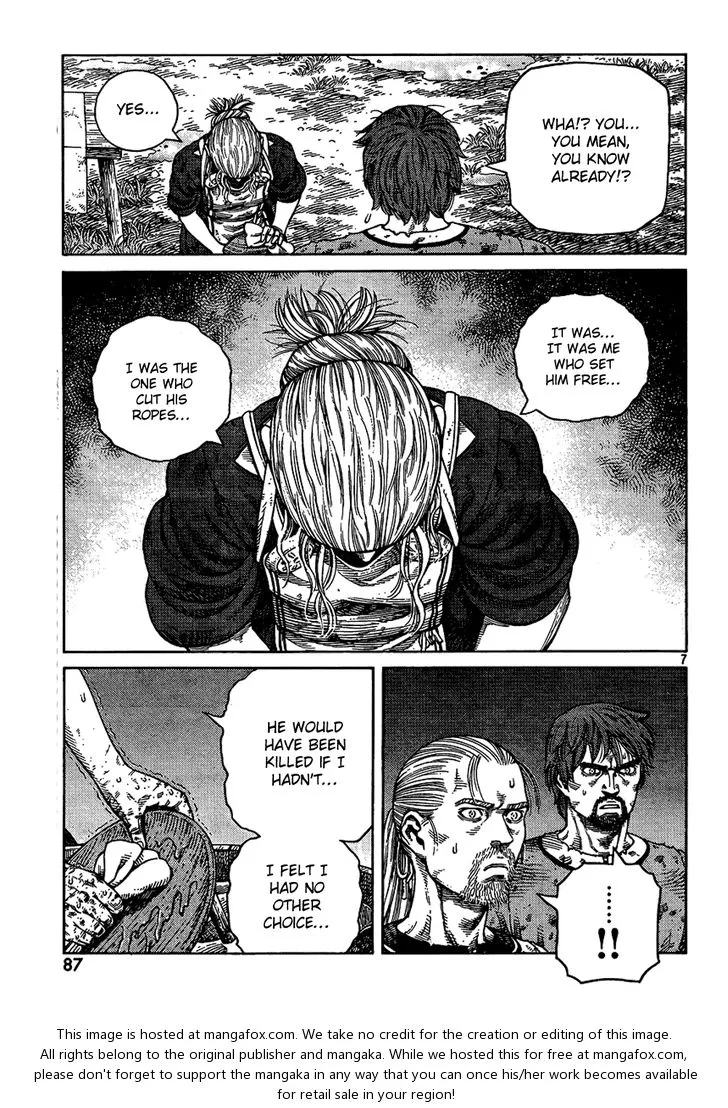 WHA!? YOU...
YOU MEAN,
YOU KNOW
ALREADY!?
YES...
IT WAS...
IT WAS ME
WHO SET
HIM FREE...
I WAS THE
ONE WHO
CUT HIS
ROPES...
7
......
!!
HE WOULD
HAVE BEEN
KILLED IF I
HADN'T...
I FELT I
HAD NO
OTHER
CHOICE...
87
This image is hosted at mangafox.com. We take no credit for the creation or editing of this image.
All rights belong to the original publisher and mangaka. While we hosted this for free at mangafox.com,
please don't forget to support the mangaka in any way that you can once his/her work becomes available
for retail sale in your region!